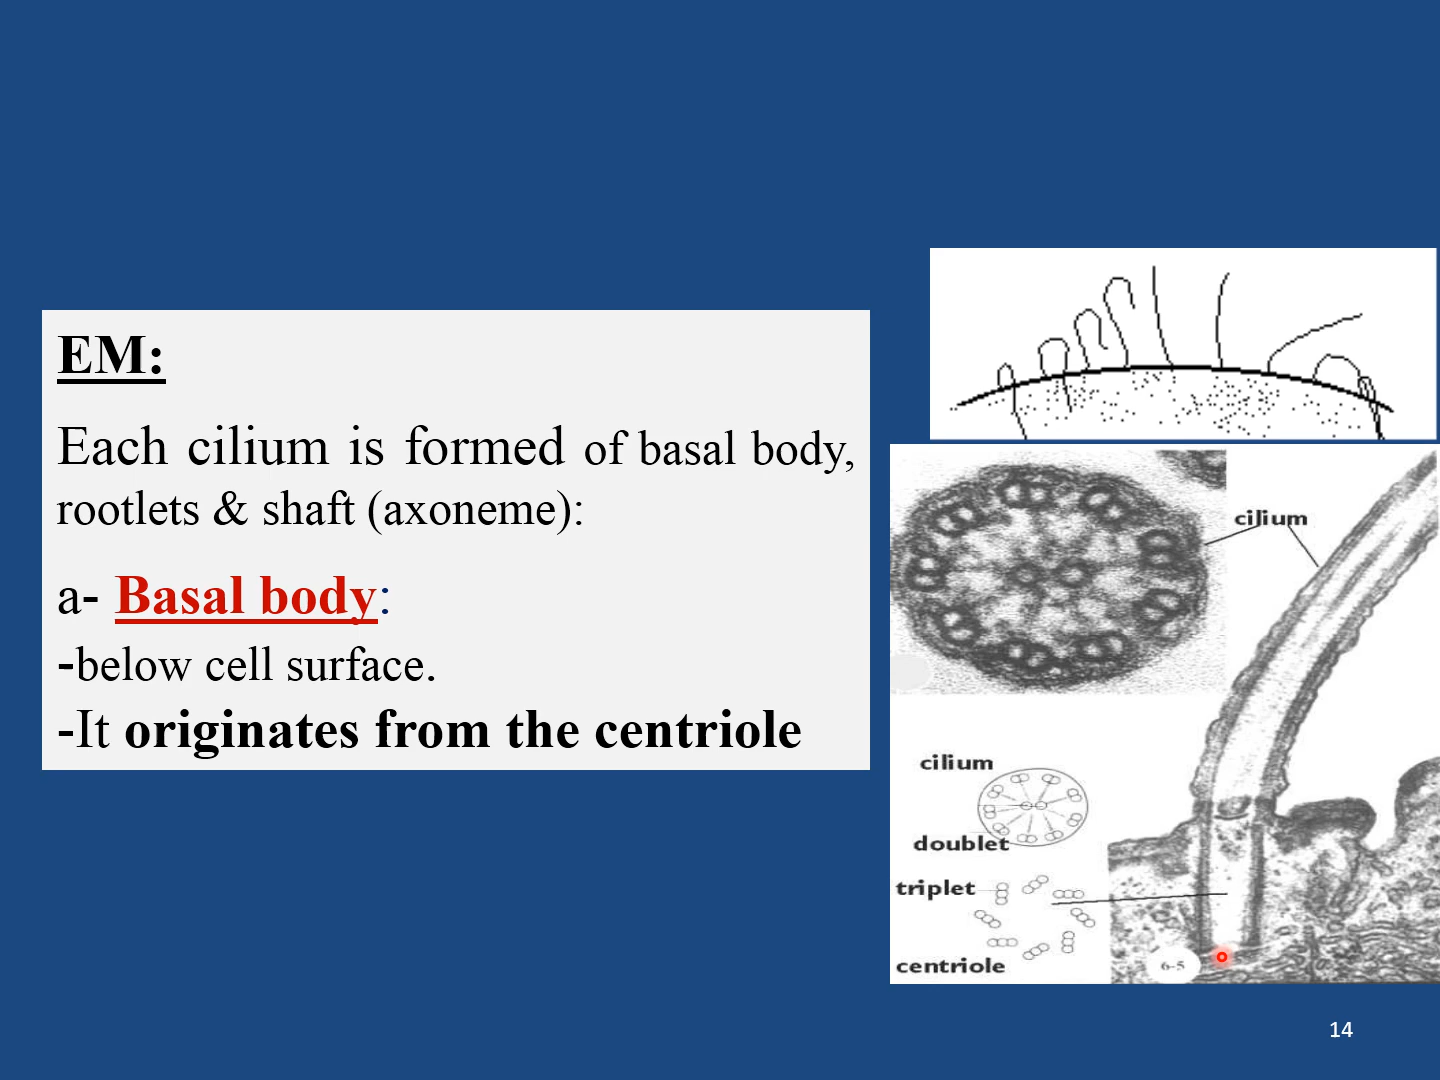 EM:
Each cilium is formed of basal body,
rootlets & shaft (axoneme):
a- Basal body:
-below cell surface.
-It originates from the centriole
cilium
cilium
doublet
triplet
centriole
6-5
14